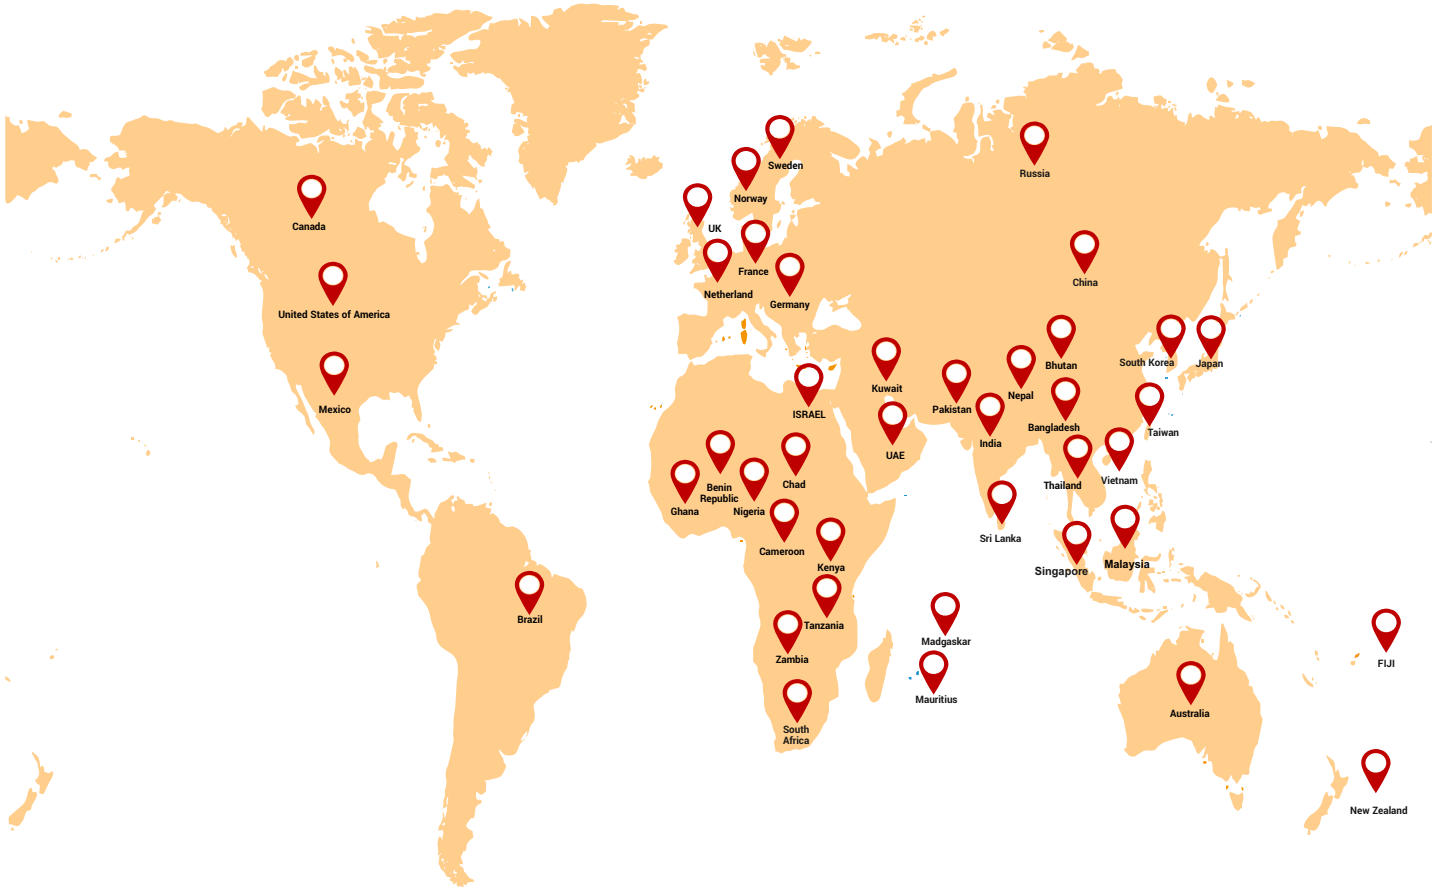 Sweden
Russia
Norway
Canada
UK
France
China
Netherland
Germany
United States of America
South Korea
Japan
Bhutan
Kuwait
Nepal
Mexico
ISRAEL
Pakistan
Bangladesh
Taiwan
India
UAE
Vietnam
Chad
Thailand
Benin
Republic
Ghana
Nigeria
Sri Lanka
Cameroon
Kenya
Malaysia
Singapore
Brazil
Tanzania
Madgaskar
Zambia
FIJI
Mauritius
Australia
South
Africa
New Zealand